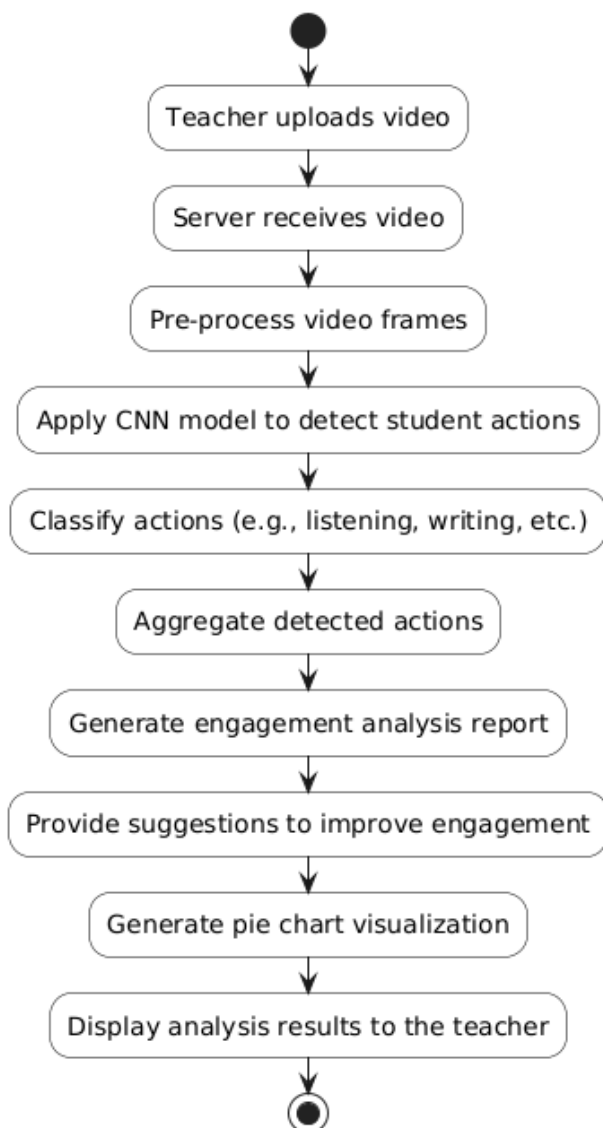 Teacher uploads video
Server receives video
Pre-process video frames
Apply CNN model to detect student actions
Classify actions (e.g., listening, writing, etc.)
Aggregate detected actions
Generate engagement analysis report
Provide suggestions to improve engagement
Generate pie chart visualization
Display analysis results to the teacher